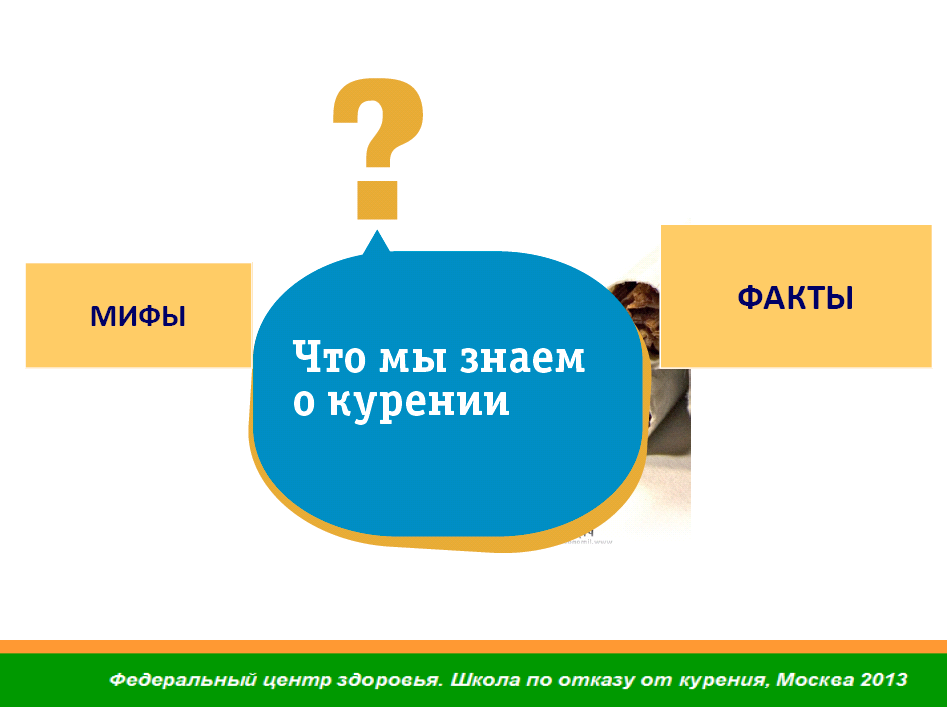 ?
МИФЫ
ФАКТЫ
Что мы знаем
о курении
Федеральный центр здоровья. Школа по отказу от курения, Москва 2013